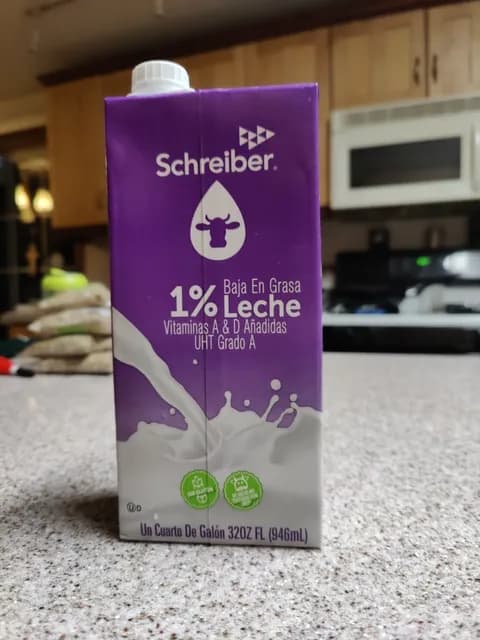 Schreiber®
1% Baja En Grasa
Leche
Vitaminas A & D Añadidas
UHT Grado A
U D
Un Cuarto De Galón 32OZ FL (946mL)